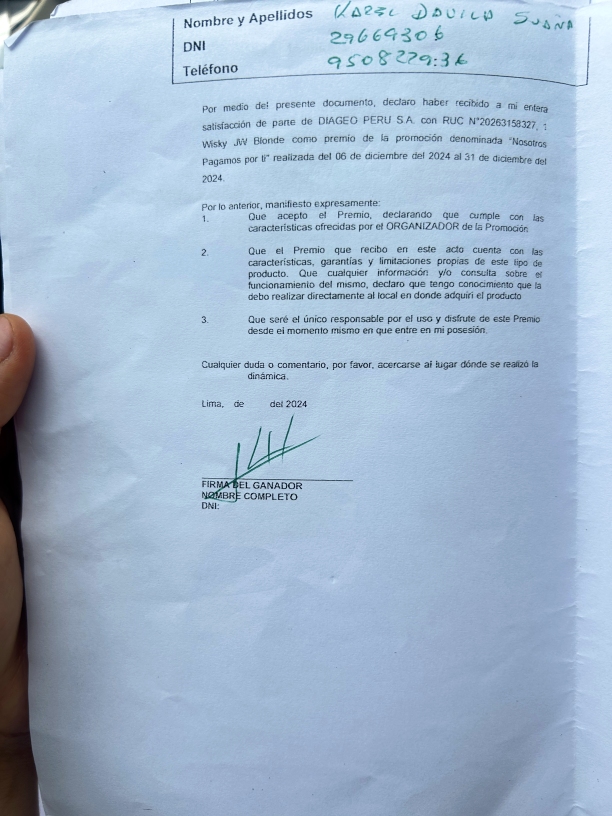 Nombre y Apellidos KAREL DAVILA SUAÑA
DNI 29664306
Teléfono 950822936
Por medio del presente documento, declaro haber recibido a mi entera
satisfacción de parte de DIAGEO PERU S.A. con RUC N°20263158327, 1
Wisky JW Blonde como premio de la promoción denominada "Nosotros
Pagamos por ti" realizada del 06 de diciembre del 2024 al 31 de diciembre del
2024.
Por lo anterior, manifiesto expresamente:
1. Que acepto el Premio, declarando que cumple con las
características ofrecidas por el ORGANIZADOR de la Promoción
2. Que el Premio que recibo en este acto cuenta con las
características, garantías y limitaciones propias de este tipo de
producto. Que cualquier información y/o consulta sobre el
funcionamiento del mismo, declaro que tengo conocimiento que la
debo realizar directamente al local en donde adquirí el producto
3. Que seré el único responsable por el uso y disfrute de este Premio
desde el momento mismo en que entre en mi posesión.
Cualquier duda o comentario, por favor, acercarse al lugar dónde se realizó la
dinámica.
Lima, de del 2024
FIRMA DEL GANADOR
NOMBRE COMPLETO
DNI: